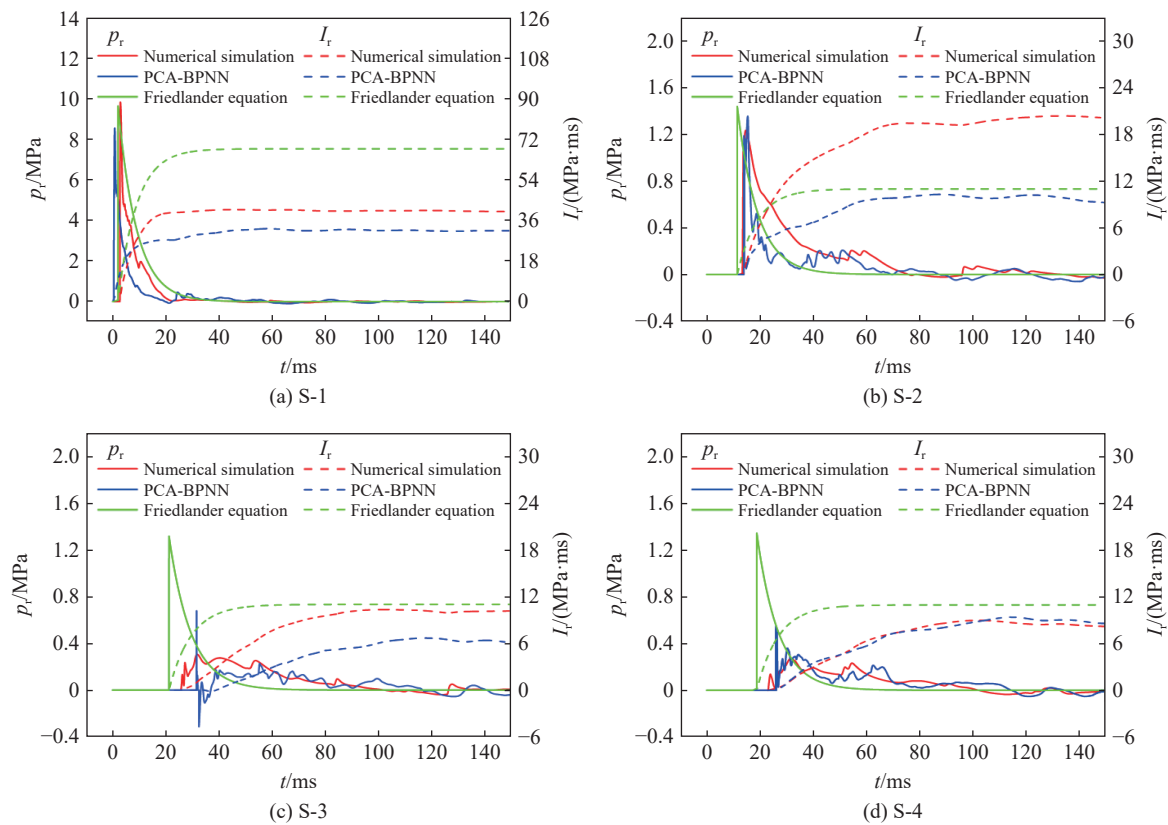 14
12
10
8
6
4
2
0
126
108
90
72
54
36
18
0
p_r
I_r
Numerical simulation
Numerical simulation
PCA-BPNN
PCA-BPNN
Friedlander equation
Friedlander equation
p_r/MPa
I_r/(MPa·ms)
0 20 40 60 80 100 120 140
t/ms
(a) S-1
2.0
1.6
1.2
0.8
0.4
0
−0.4
30
24
18
12
6
0
−6
p_r
I_r
Numerical simulation
Numerical simulation
PCA-BPNN
PCA-BPNN
Friedlander equation
Friedlander equation
p_r/MPa
I_r/(MPa·ms)
0 20 40 60 80 100 120 140
t/ms
(b) S-2
2.0
1.6
1.2
0.8
0.4
0
−0.4
30
24
18
12
6
0
−6
p_r
I_r
Numerical simulation
Numerical simulation
PCA-BPNN
PCA-BPNN
Friedlander equation
Friedlander equation
p_r/MPa
I_r/(MPa·ms)
0 20 40 60 80 100 120 140
t/ms
(c) S-3
2.0
1.6
1.2
0.8
0.4
0
−0.4
30
24
18
12
6
0
−6
p_r
I_r
Numerical simulation
Numerical simulation
PCA-BPNN
PCA-BPNN
Friedlander equation
Friedlander equation
p_r/MPa
I_r/(MPa·ms)
0 20 40 60 80 100 120 140
t/ms
(d) S-4